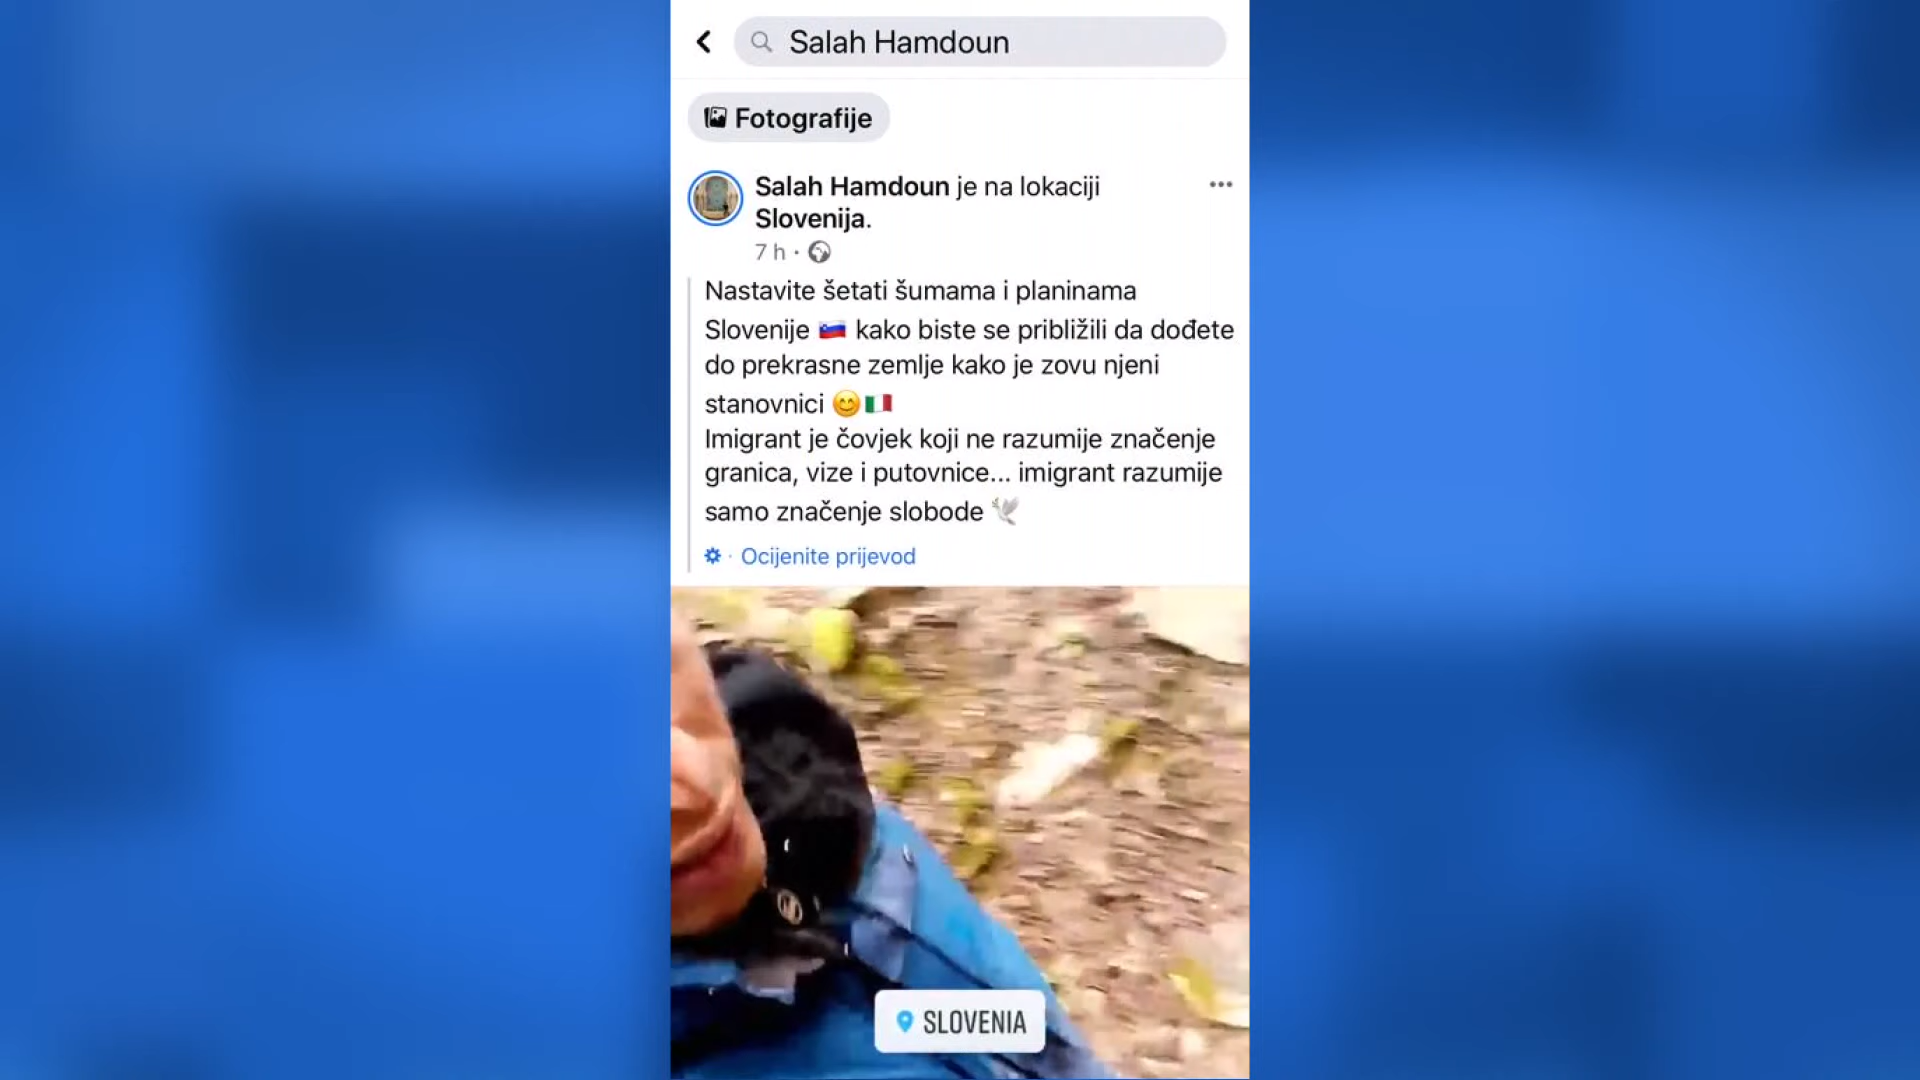 Salah Hamdoun
Fotografije
Salah Hamdoun je na lokaciji
Slovenija.
7 h ·
Nastavite šetati šumama i planinama
Slovenije 🇸🇮 kako biste se približili da dođete
do prekrasne zemlje kako je zovu njeni
stanovnici 😊🇮🇹
Imigrant je čovjek koji ne razumije značenje
granica, vize i putovnice... imigrant razumije
samo značenje slobode 🕊️
· Ocijenite prijevod
SLOVENIA